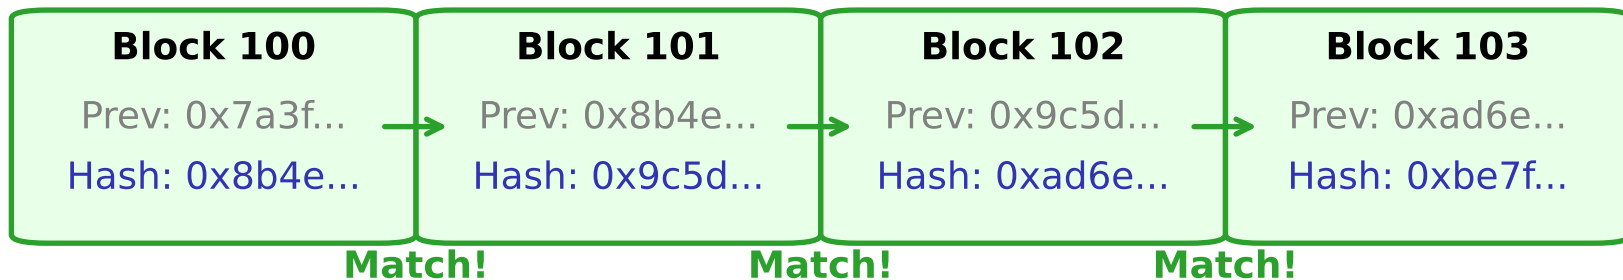 Block 100
Prev: 0x7a3f...
Hash: 0x8b4e...
Block 101
Prev: 0x8b4e...
Hash: 0x9c5d...
Block 102
Prev: 0x9c5d...
Hash: 0xad6e...
Block 103
Prev: 0xad6e...
Hash: 0xbe7f...
Match!
Match!
Match!